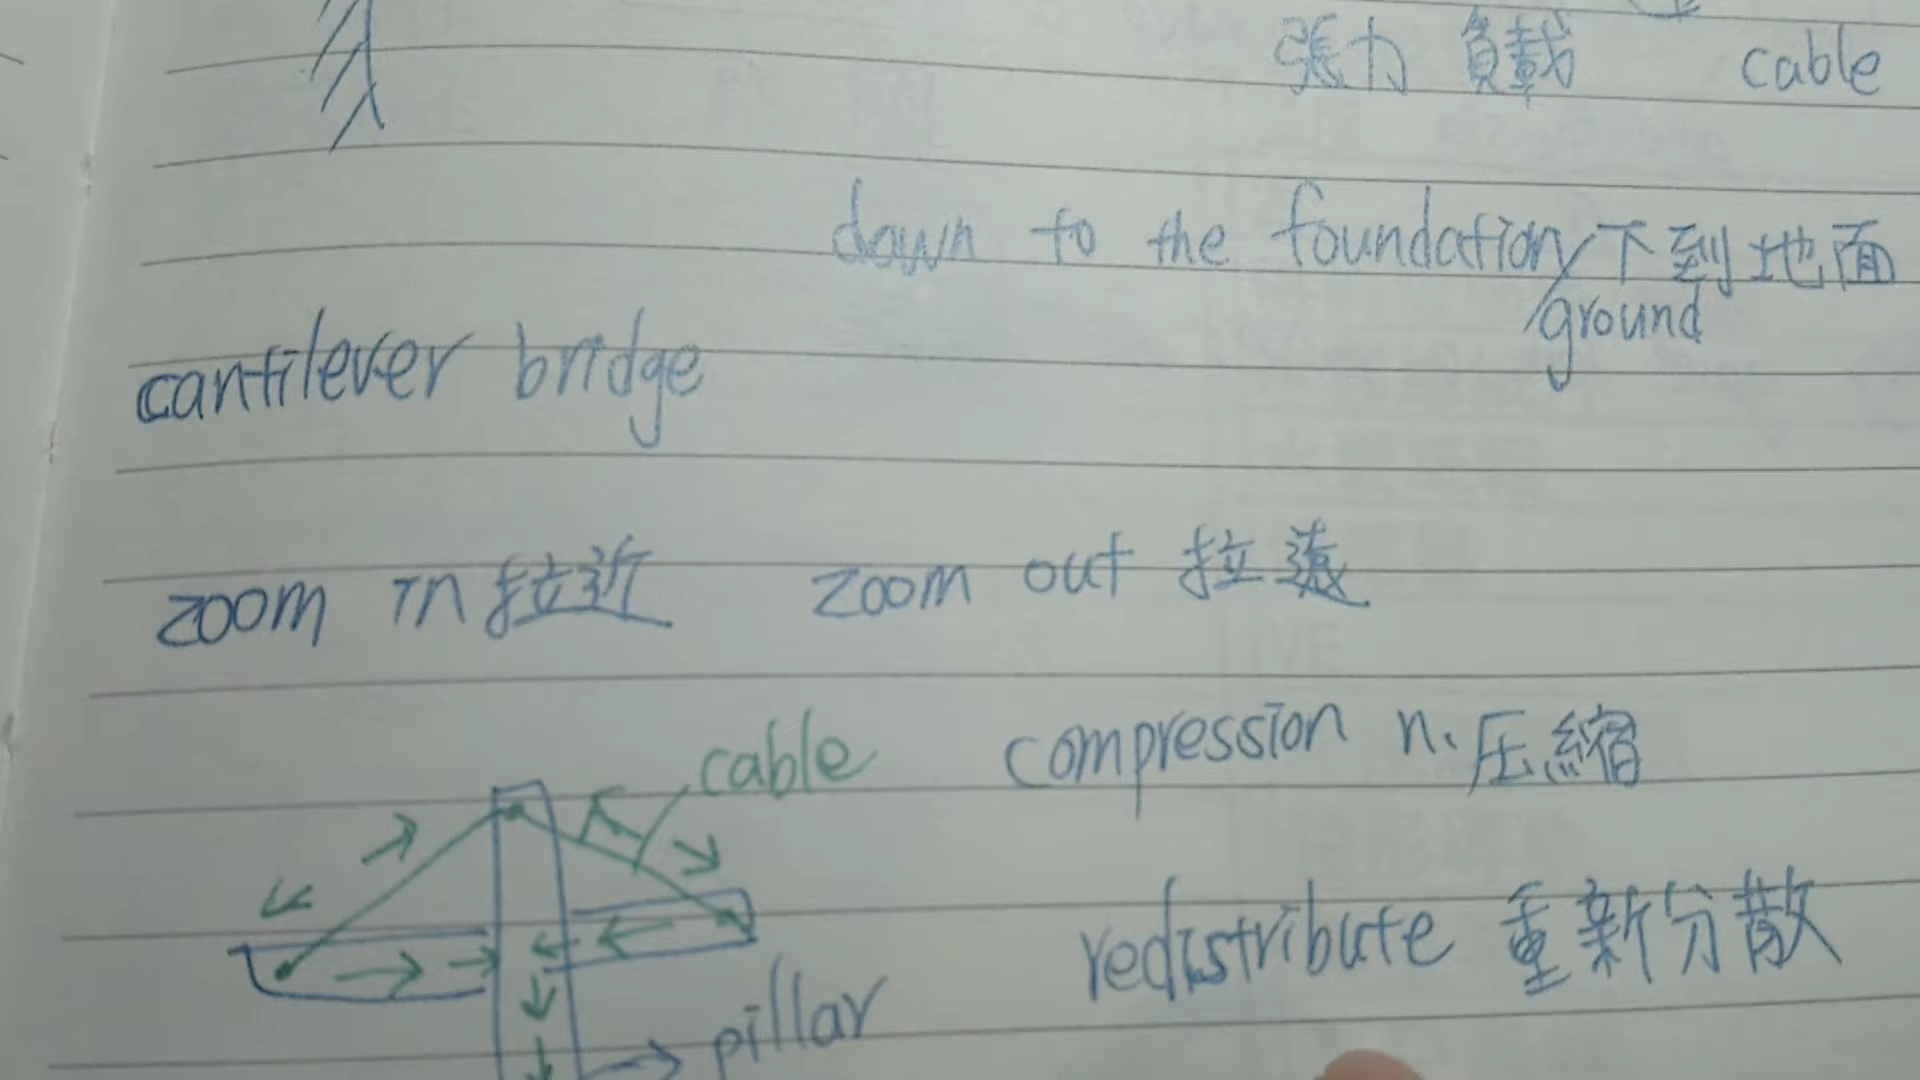 張力 負載 cable
down to the foundation/下到地面
/ground
cantilever bridge
zoom in 拉近 zoom out 拉遠
cable
compression n. 压縮
redistribute 重新分散
pillar